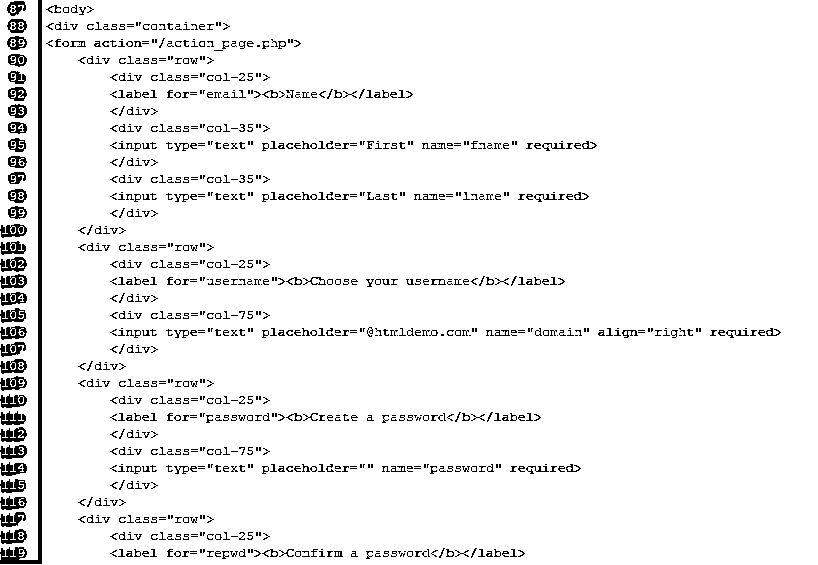 87 <body>
88 <div class="container">
89 <form action="/action_page.php">
90 <div class="row">
91 <div class="col-25">
92 <label for="email"><b>Name</b></label>
93 </div>
94 <div class="col-35">
95 <input type="text" placeholder="First" name="fname" required>
96 </div>
97 <div class="col-35">
98 <input type="text" placeholder="Last" name="lname" required>
99 </div>
100 </div>
101 <div class="row">
102 <div class="col-25">
103 <label for="username"><b>Choose your username</b></label>
104 </div>
105 <div class="col-75">
106 <input type="text" placeholder="@htmldemo.com" name="domain" align="right" required>
107 </div>
108 </div>
109 <div class="row">
110 <div class="col-25">
111 <label for="password"><b>Create a password</b></label>
112 </div>
113 <div class="col-75">
114 <input type="text" placeholder="" name="password" required>
115 </div>
116 </div>
117 <div class="row">
118 <div class="col-25">
119 <label for="repwd"><b>Confirm a password</b></label>